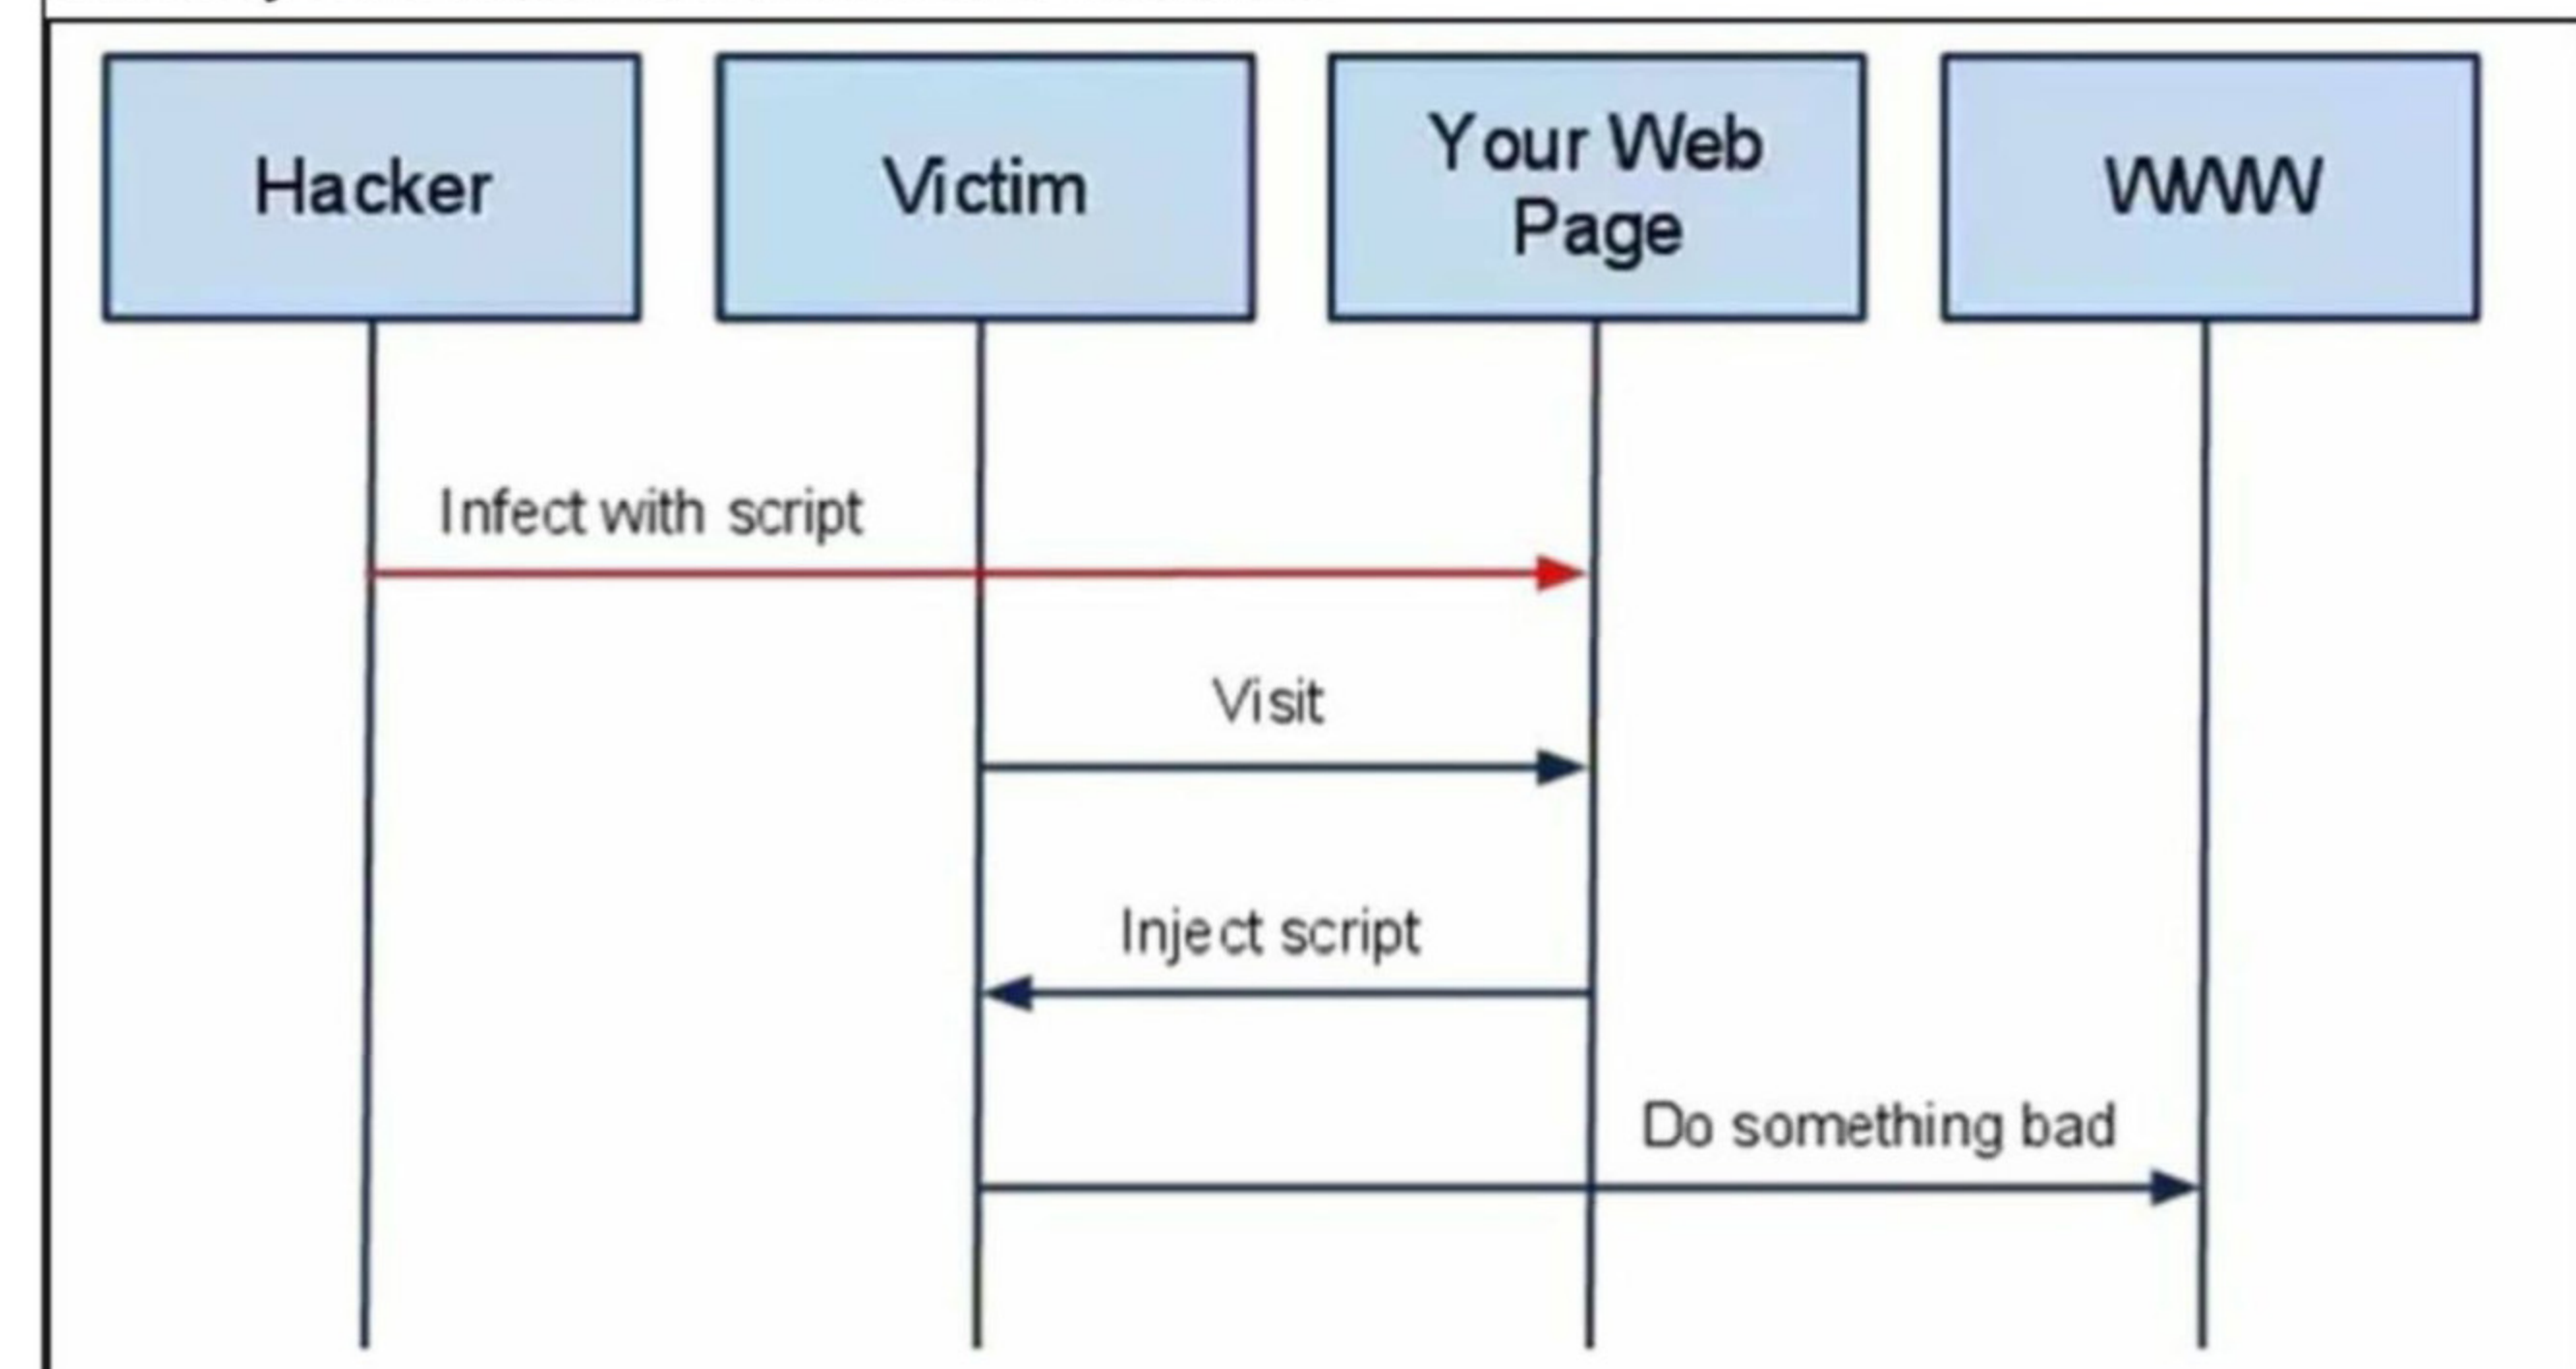 Hacker
Victim
Your Web
Page
WWW
Infect with script
Visit
Inject script
Do something bad